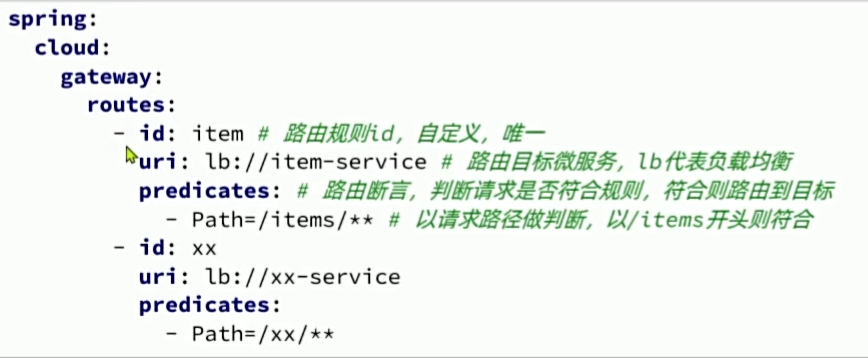 spring:
  cloud:
    gateway:
      routes:
        - id: item # 路由规则id，自定义，唯一
          uri: lb://item-service # 路由目标微服务，lb代表负载均衡
          predicates: # 路由断言，判断请求是否符合规则，符合则路由到目标
            - Path=/items/** # 以请求路径做判断，以/items开头则符合
        - id: xx
          uri: lb://xx-service
          predicates:
            - Path=/xx/**